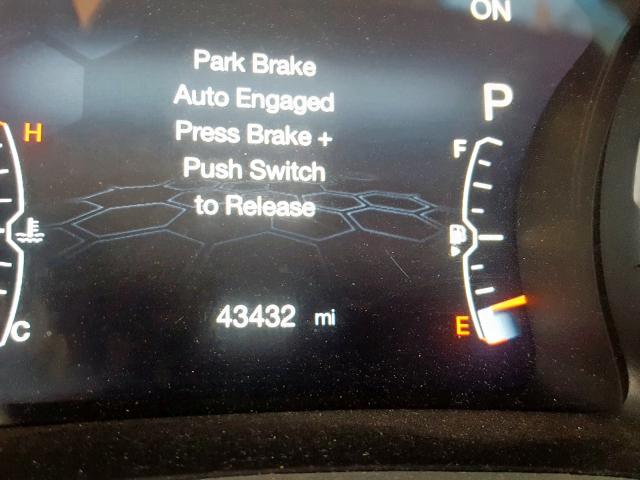 ON
Park Brake
Auto Engaged
Press Brake +
Push Switch
to Release
P
H
F
43432 mi
C
E